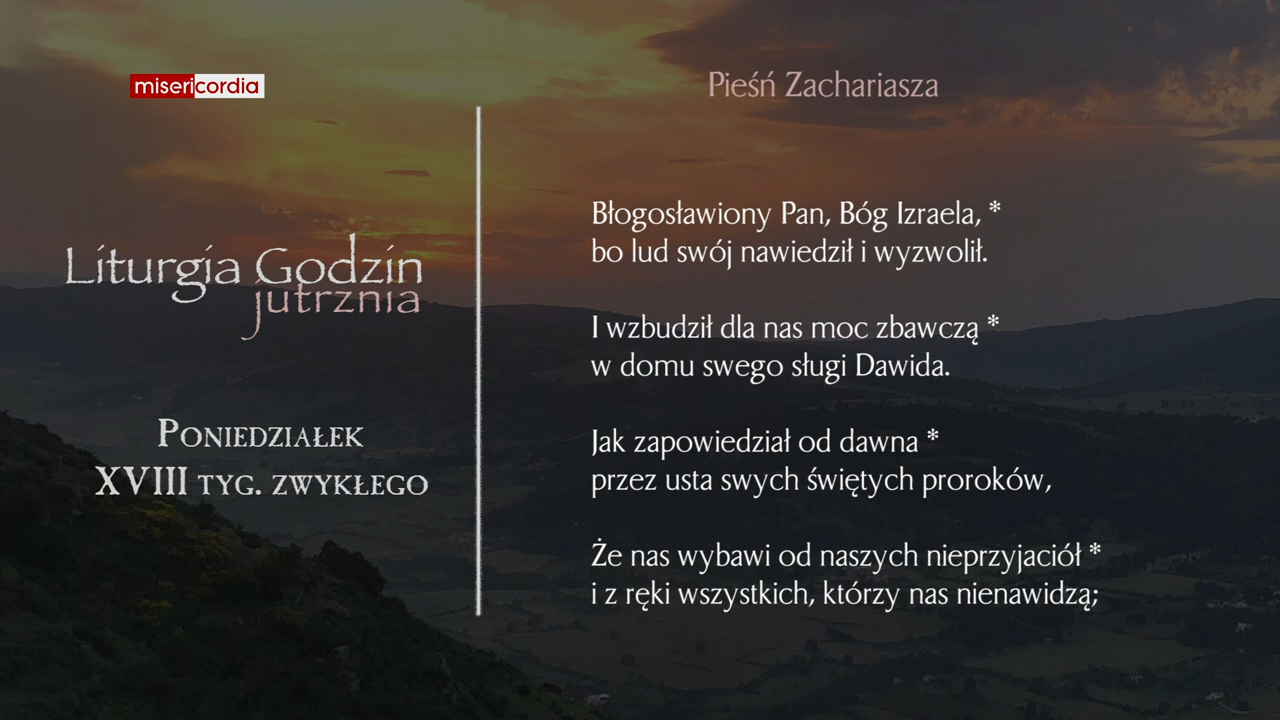 misericordia
Liturgia Godzin
jutrznia
Poniedziałek
XVIII tyg. zwykłego
Pieśń Zachariasza
Błogosławiony Pan, Bóg Izraela, *
bo lud swój nawiedził i wyzwolił.
I wzbudził dla nas moc zbawczą *
w domu swego sługi Dawida.
Jak zapowiedział od dawna *
przez usta swych świętych proroków,
Że nas wybawi od naszych nieprzyjaciół *
i z ręki wszystkich, którzy nas nienawidzą;